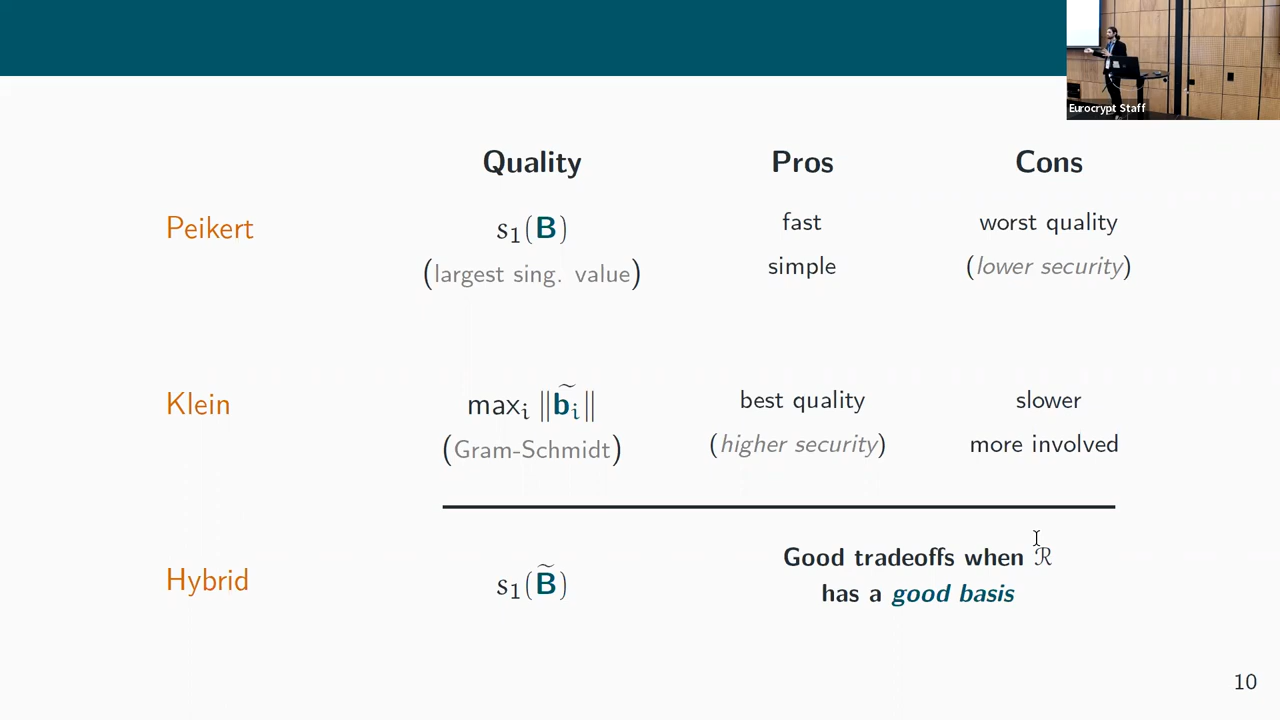 Eurocrypt Staff
Quality Pros Cons
Peikert s₁(B) fast worst quality
(largest sing. value) simple (lower security)
Klein maxᵢ ‖b̃ᵢ‖ best quality slower
(Gram-Schmidt) (higher security) more involved
Hybrid s₁(B̃) Good tradeoffs when ℛ
has a good basis
10